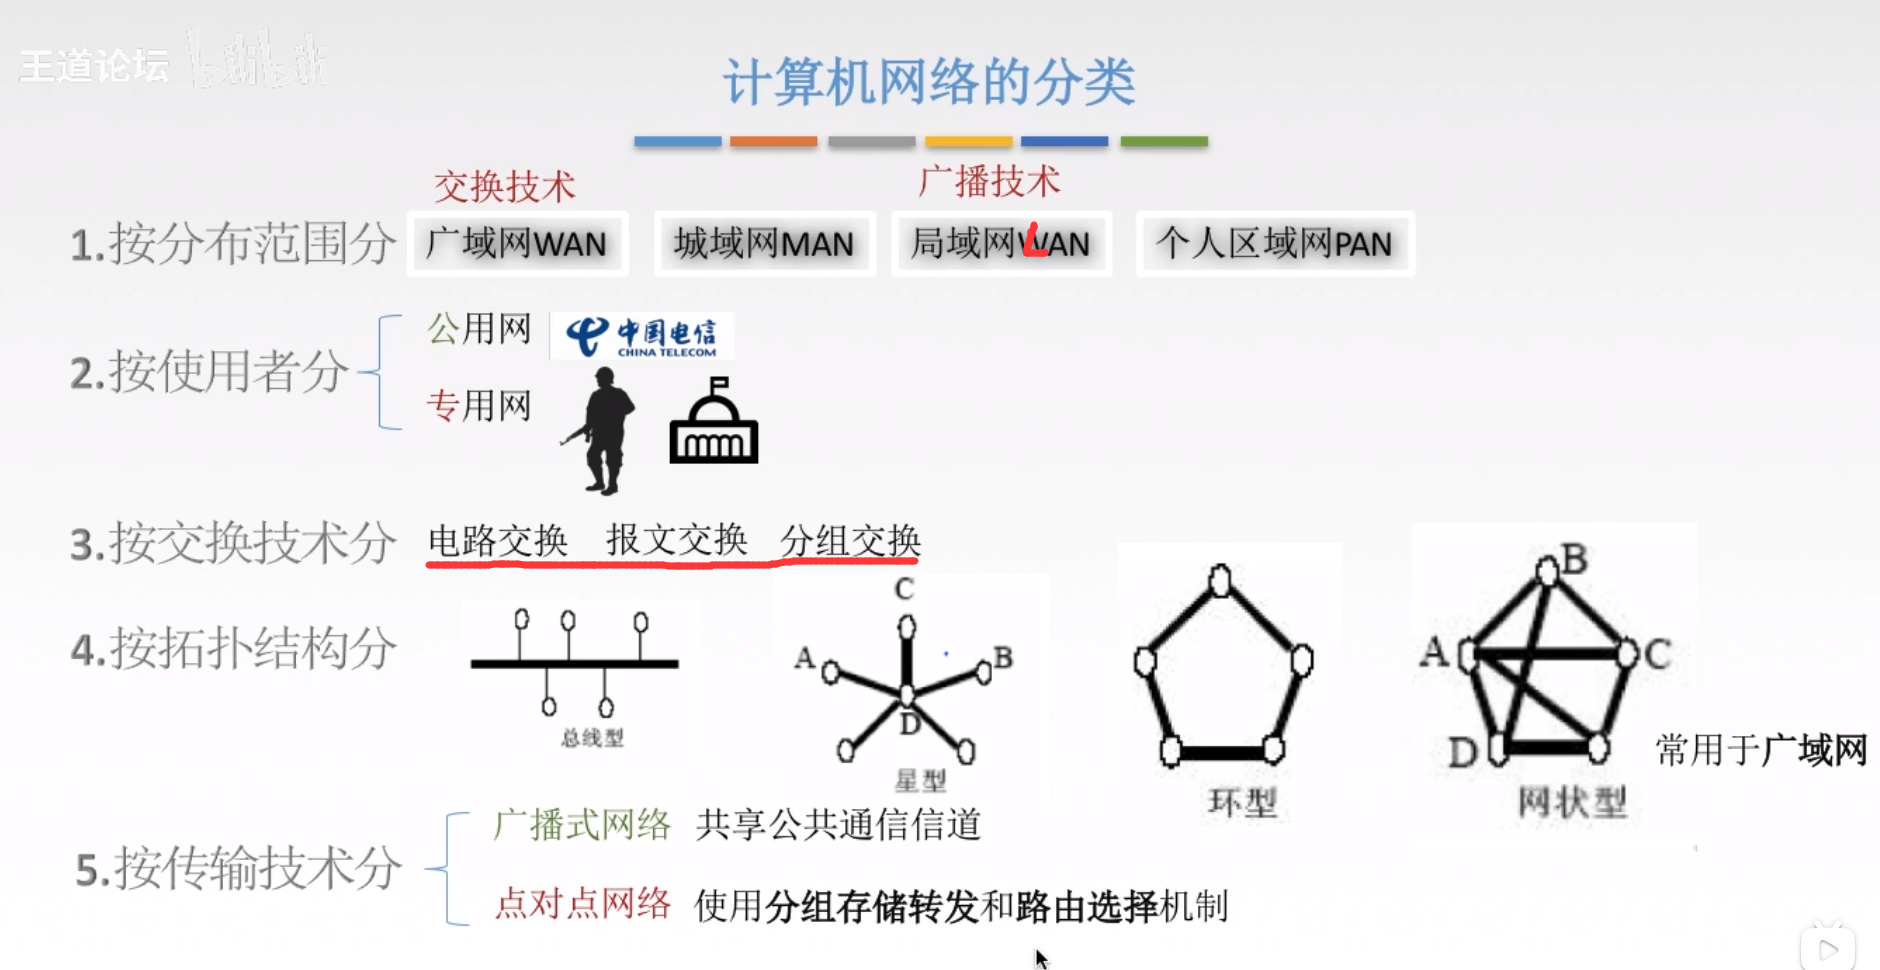 王道论坛 bilibili
计算机网络的分类
交换技术 广播技术
1.按分布范围分 广域网WAN 城域网MAN 局域网WAN 个人区域网PAN
L
2.按使用者分
公用网 中国电信
CHINA TELECOM
专用网
3.按交换技术分 电路交换 报文交换 分组交换
4.按拓扑结构分
总线型
C
A B
D
星型
环型
B
A C
D
网状型
常用于广域网
5.按传输技术分
广播式网络 共享公共通信信道
点对点网络 使用分组存储转发和路由选择机制